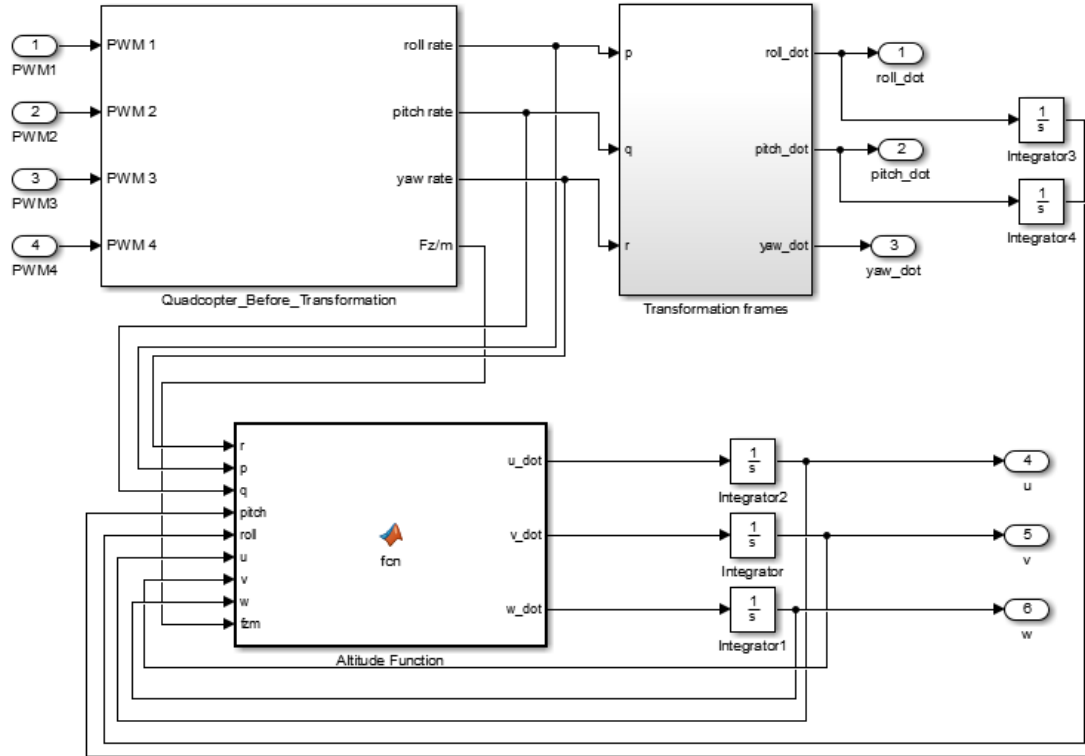 1
PWM1
2
PWM2
3
PWM3
4
PWM4
PWM 1
PWM 2
PWM 3
PWM 4
roll rate
pitch rate
yaw rate
Fz/m
Quadcopter_Before_Transformation
p
q
r
roll_dot
pitch_dot
yaw_dot
Transformation frames
1
roll_dot
2
pitch_dot
3
yaw_dot
1
s
Integrator3
1
s
Integrator4
r
p
q
pitch
roll
u
v
w
fzm
fcn
u_dot
v_dot
w_dot
Altitude Function
1
s
Integrator2
1
s
Integrator
1
s
Integrator1
4
u
5
v
6
w